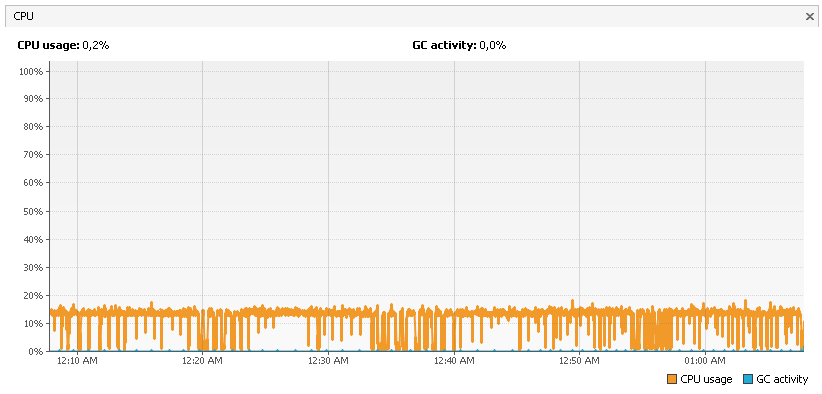 CPU
CPU usage: 0,2%
GC activity: 0,0%
100%
90%
80%
70%
60%
50%
40%
30%
20%
10%
0%
12:10 AM 12:20 AM 12:30 AM 12:40 AM 12:50 AM 01:00 AM
CPU usage GC activity